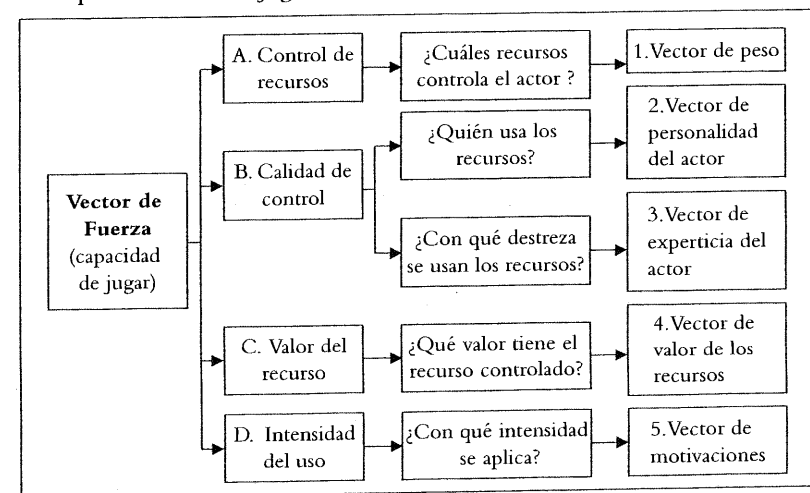 A. Control de
recursos
¿Cuáles recursos
controla el actor ?
1.Vector de peso
B. Calidad de
control
¿Quién usa los
recursos?
2.Vector de
personalidad
del actor
Vector de
Fuerza
(capacidad
de jugar)
¿Con qué destreza
se usan los recursos?
3.Vector de
experticia del
actor
C. Valor del
recurso
¿Qué valor tiene el
recurso controlado?
4.Vector de
valor de los
recursos
D. Intensidad
del uso
¿Con qué intensidad
se aplica?
5.Vector de
motivaciones